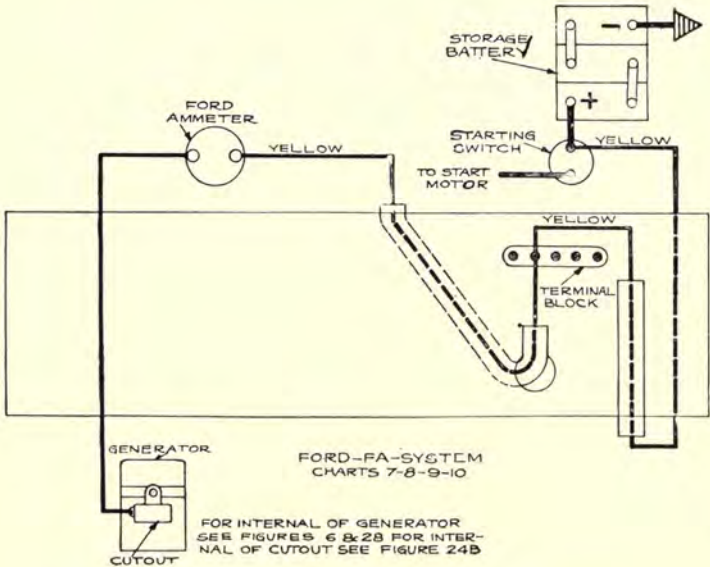 STORAGE
BATTERY
-
+
FORD
AMMETER
YELLOW
STARTING
SWITCH
YELLOW
TO START
MOTOR
YELLOW
TERMINAL
BLOCK
GENERATOR
FORD-FA-SYSTEM
CHARTS 7-8-9-10
FOR INTERNAL OF GENERATOR
SEE FIGURES 6 & 28 FOR INTER-
NAL OF CUTOUT SEE FIGURE 24B
CUTOUT